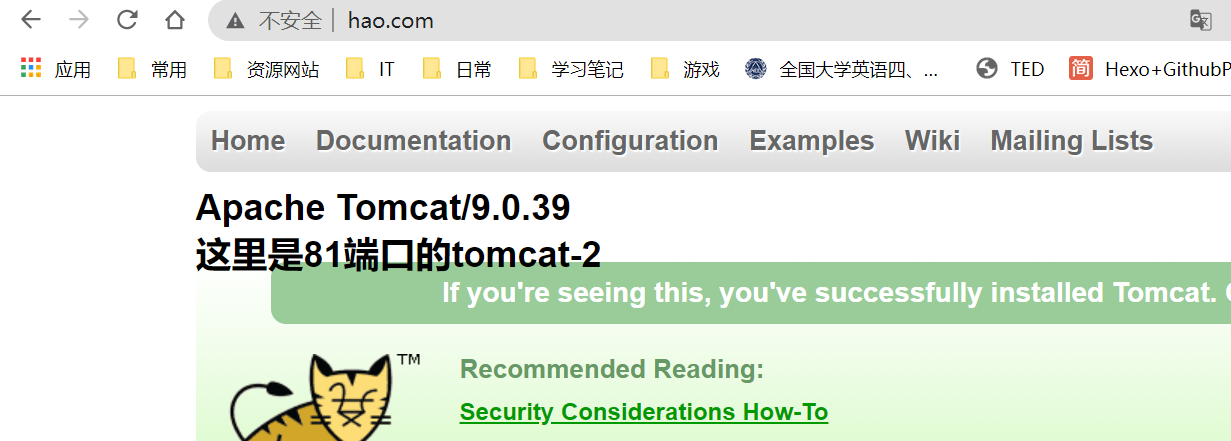 不安全 | hao.com
应用 常用 资源网站 IT 日常 学习笔记 游戏 全国大学英语四、... TED 简 Hexo+GithubP
Home Documentation Configuration Examples Wiki Mailing Lists
Apache Tomcat/9.0.39
这里是81端口的tomcat-2
If you're seeing this, you've successfully installed Tomcat.
TM
Recommended Reading:
Security Considerations How-To